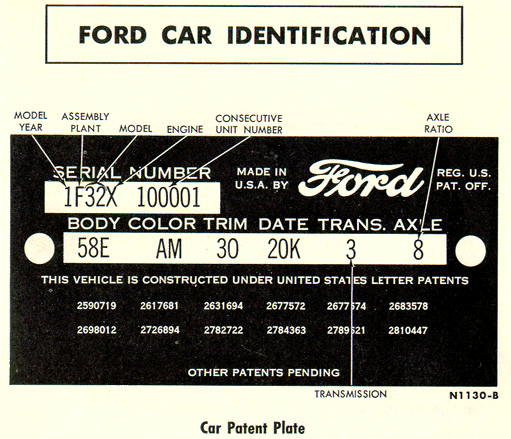 FORD CAR IDENTIFICATION
MODEL YEAR
ASSEMBLY PLANT
MODEL
ENGINE
CONSECUTIVE UNIT NUMBER
AXLE RATIO
SERIAL NUMBER
1F32X 100001
MADE IN U.S.A. BY
Ford
REG. U.S. PAT. OFF.
BODY COLOR TRIM DATE TRANS. AXLE
58E AM 30 20K 3 8
THIS VEHICLE IS CONSTRUCTED UNDER UNITED STATES LETTER PATENTS
2590719 2617681 2631694 2677572 2677574 2683578
2698012 2726894 2782722 2784363 2789621 2810447
OTHER PATENTS PENDING
TRANSMISSION
N1130-B
Car Patent Plate